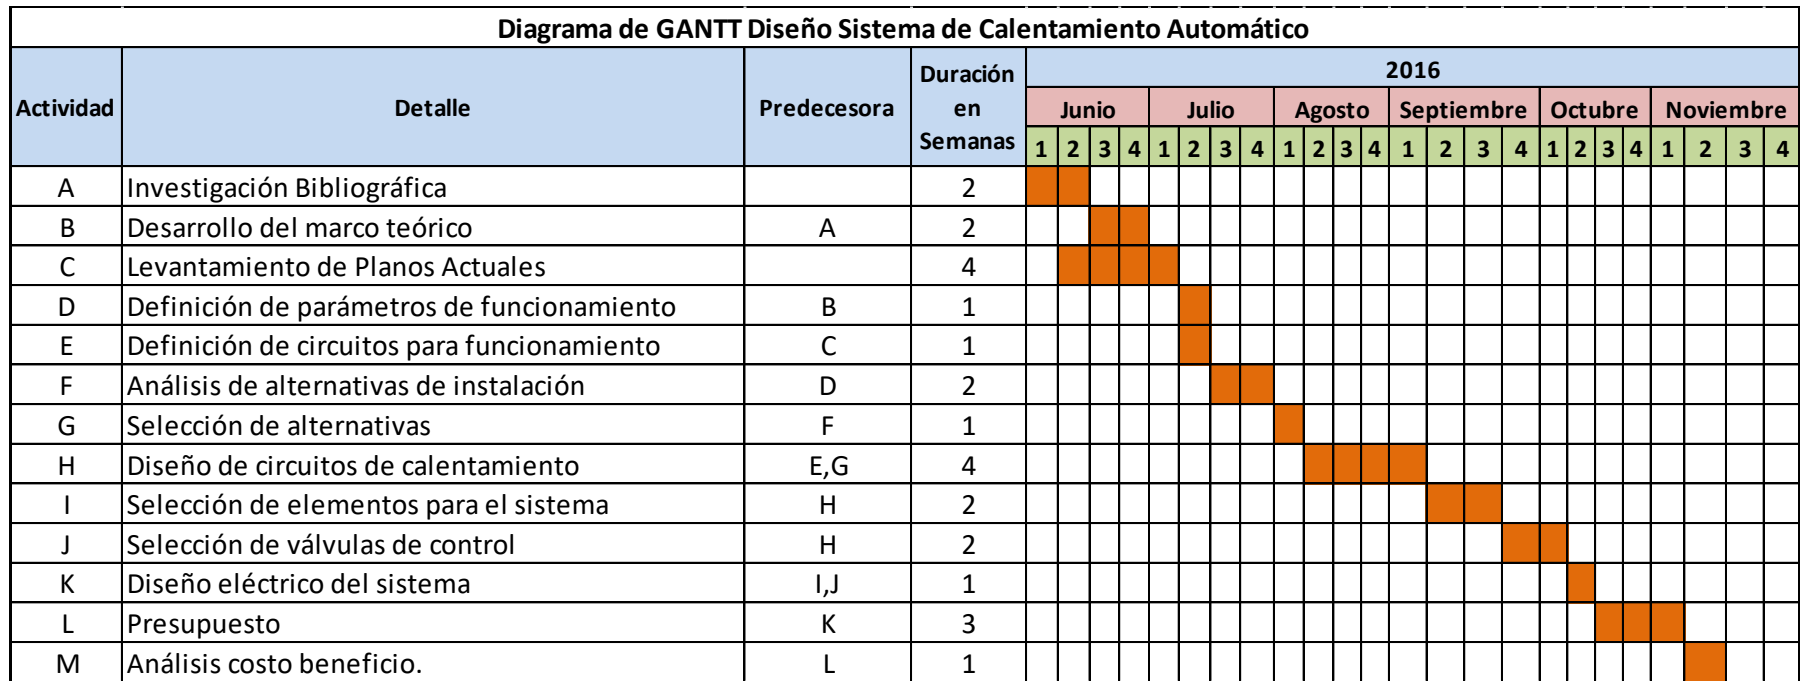 Diagrama de GANTT Diseño Sistema de Calentamiento Automático
Actividad Detalle Predecesora Duración en Semanas 2016
Junio Julio Agosto Septiembre Octubre Noviembre
1 2 3 4 1 2 3 4 1 2 3 4 1 2 3 4 1 2 3 4 1 2 3 4
A Investigación Bibliográfica 2
B Desarrollo del marco teórico A 2
C Levantamiento de Planos Actuales 4
D Definición de parámetros de funcionamiento B 1
E Definición de circuitos para funcionamiento C 1
F Análisis de alternativas de instalación D 2
G Selección de alternativas F 1
H Diseño de circuitos de calentamiento E,G 4
I Selección de elementos para el sistema H 2
J Selección de válvulas de control H 2
K Diseño eléctrico del sistema I,J 1
L Presupuesto K 3
M Análisis costo beneficio. L 1